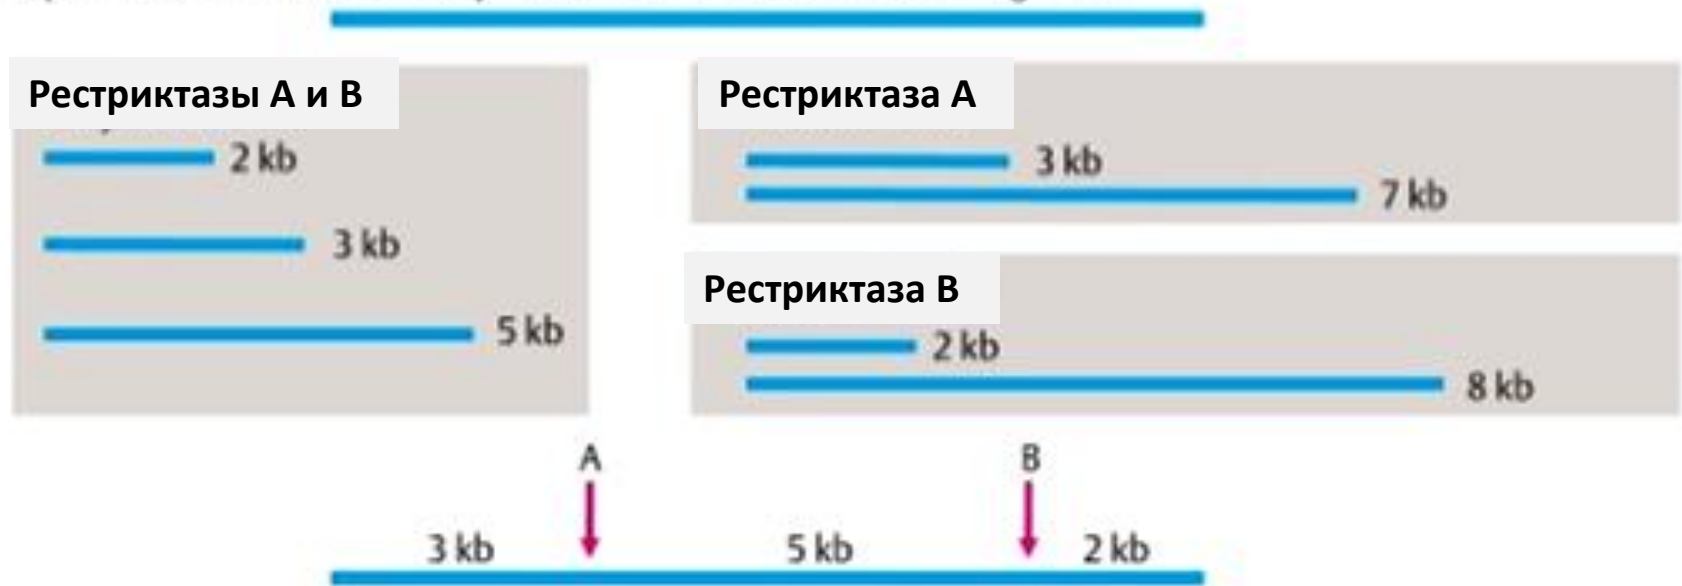 Рестриктазы А и В
2 kb
3 kb
5 kb
Рестриктаза А
3 kb
7 kb
Рестриктаза В
2 kb
8 kb
A
B
3 kb
5 kb
2 kb